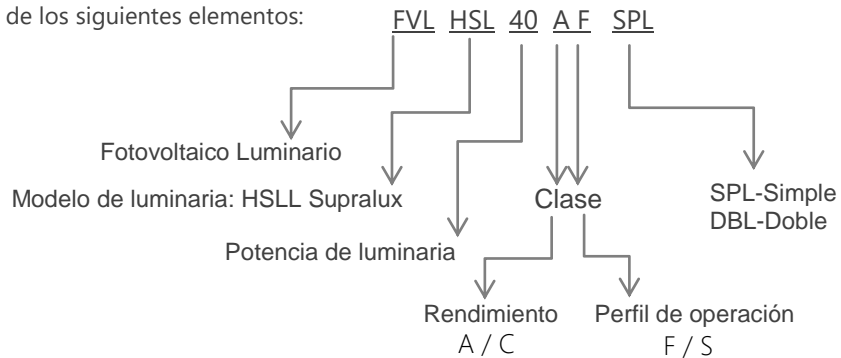 de los siguientes elementos:
FVL HSL 40 A F SPL
Fotovoltaico Luminario
Modelo de luminaria: HSLL Supralux
Clase
SPL-Simple
DBL-Doble
Potencia de luminaria
Rendimiento
A / C
Perfil de operación
F / S